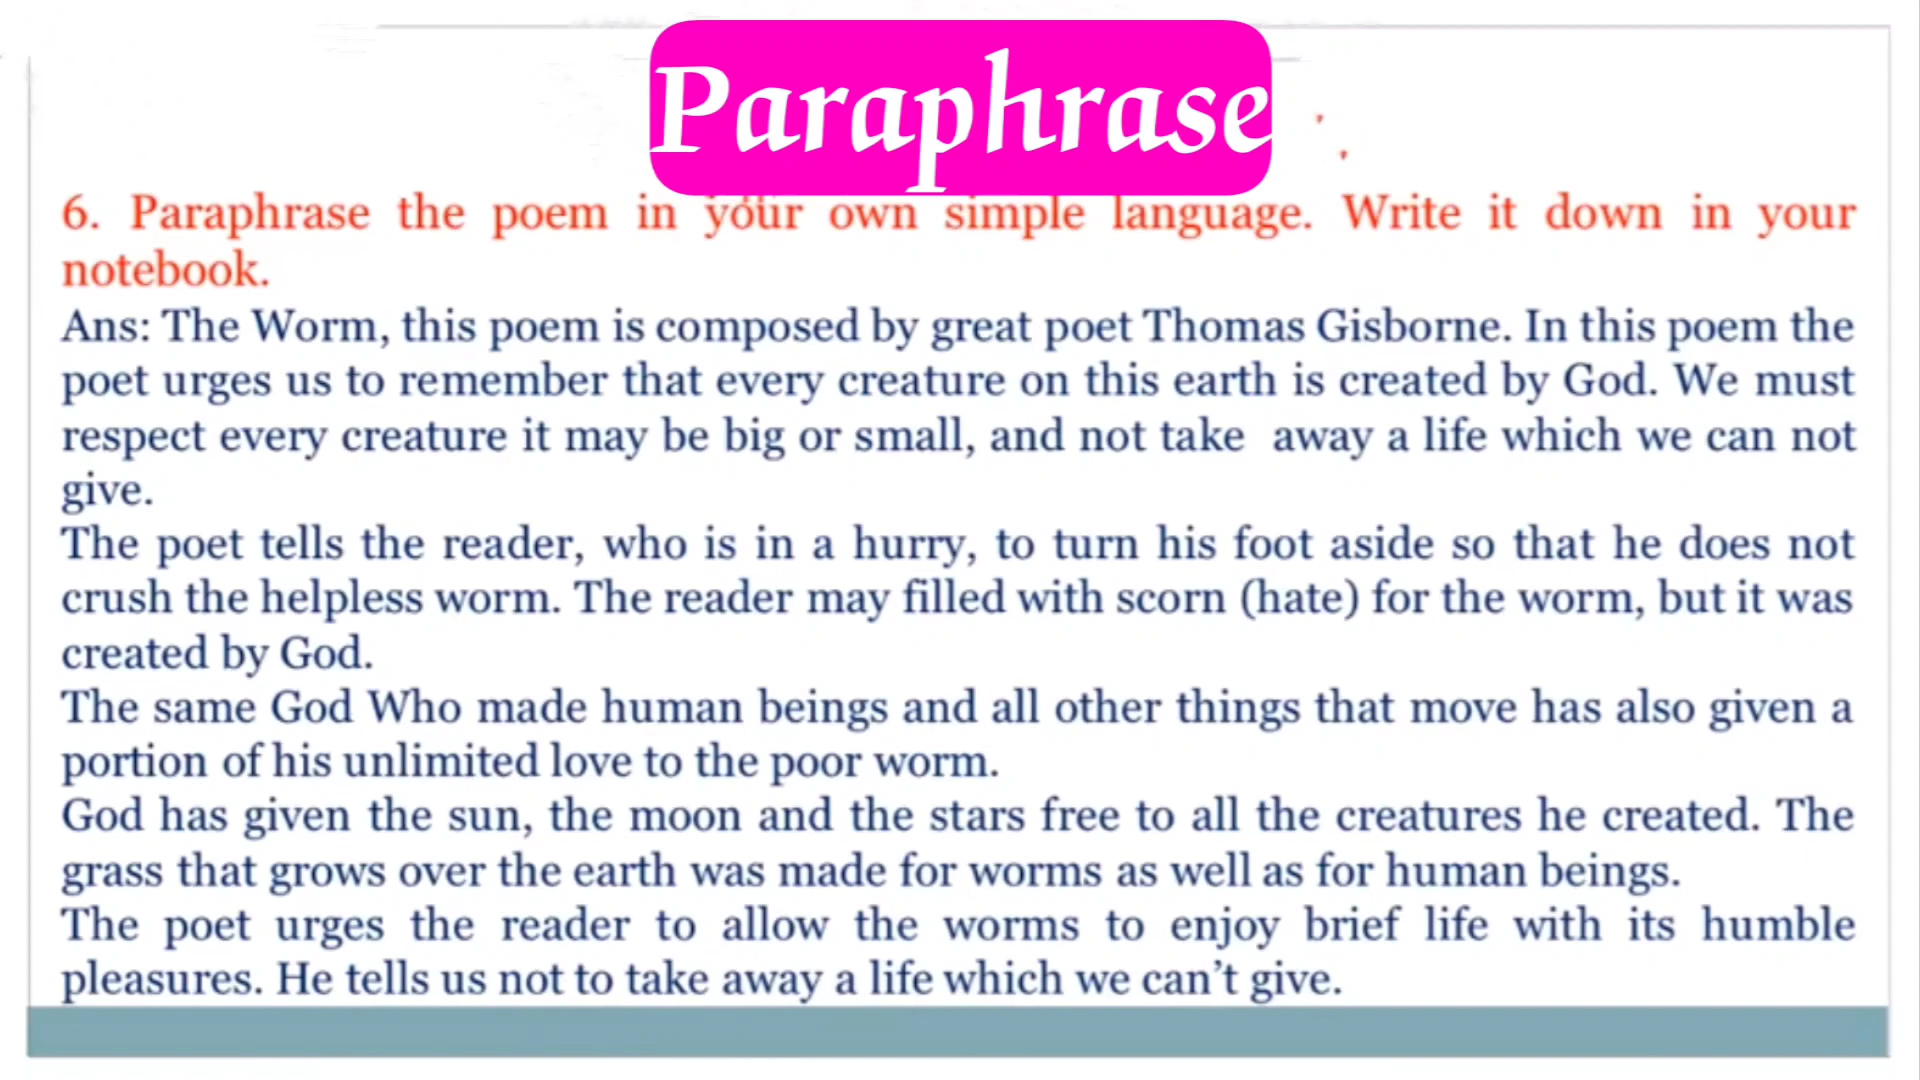 Paraphrase
6. Paraphrase the poem in your own simple language. Write it down in your
notebook.
Ans: The Worm, this poem is composed by great poet Thomas Gisborne. In this poem the
poet urges us to remember that every creature on this earth is created by God. We must
respect every creature it may be big or small, and not take away a life which we can not
give.
The poet tells the reader, who is in a hurry, to turn his foot aside so that he does not
crush the helpless worm. The reader may filled with scorn (hate) for the worm, but it was
created by God.
The same God Who made human beings and all other things that move has also given a
portion of his unlimited love to the poor worm.
God has given the sun, the moon and the stars free to all the creatures he created. The
grass that grows over the earth was made for worms as well as for human beings.
The poet urges the reader to allow the worms to enjoy brief life with its humble
pleasures. He tells us not to take away a life which we can’t give.